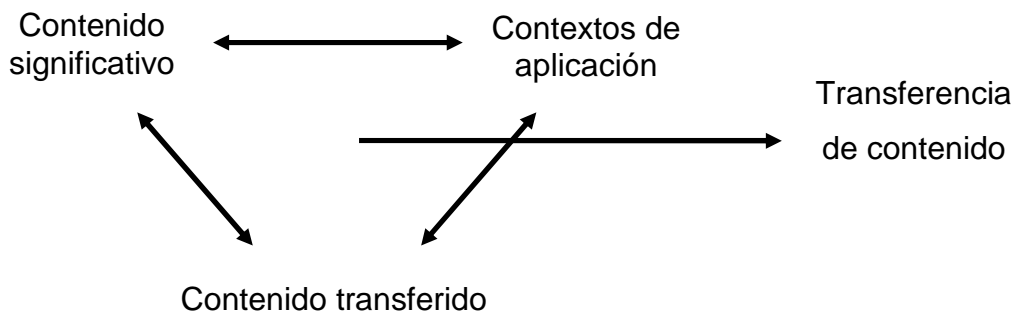 Contenido
significativo
Contextos de
aplicación
Transferencia
de contenido
Contenido transferido